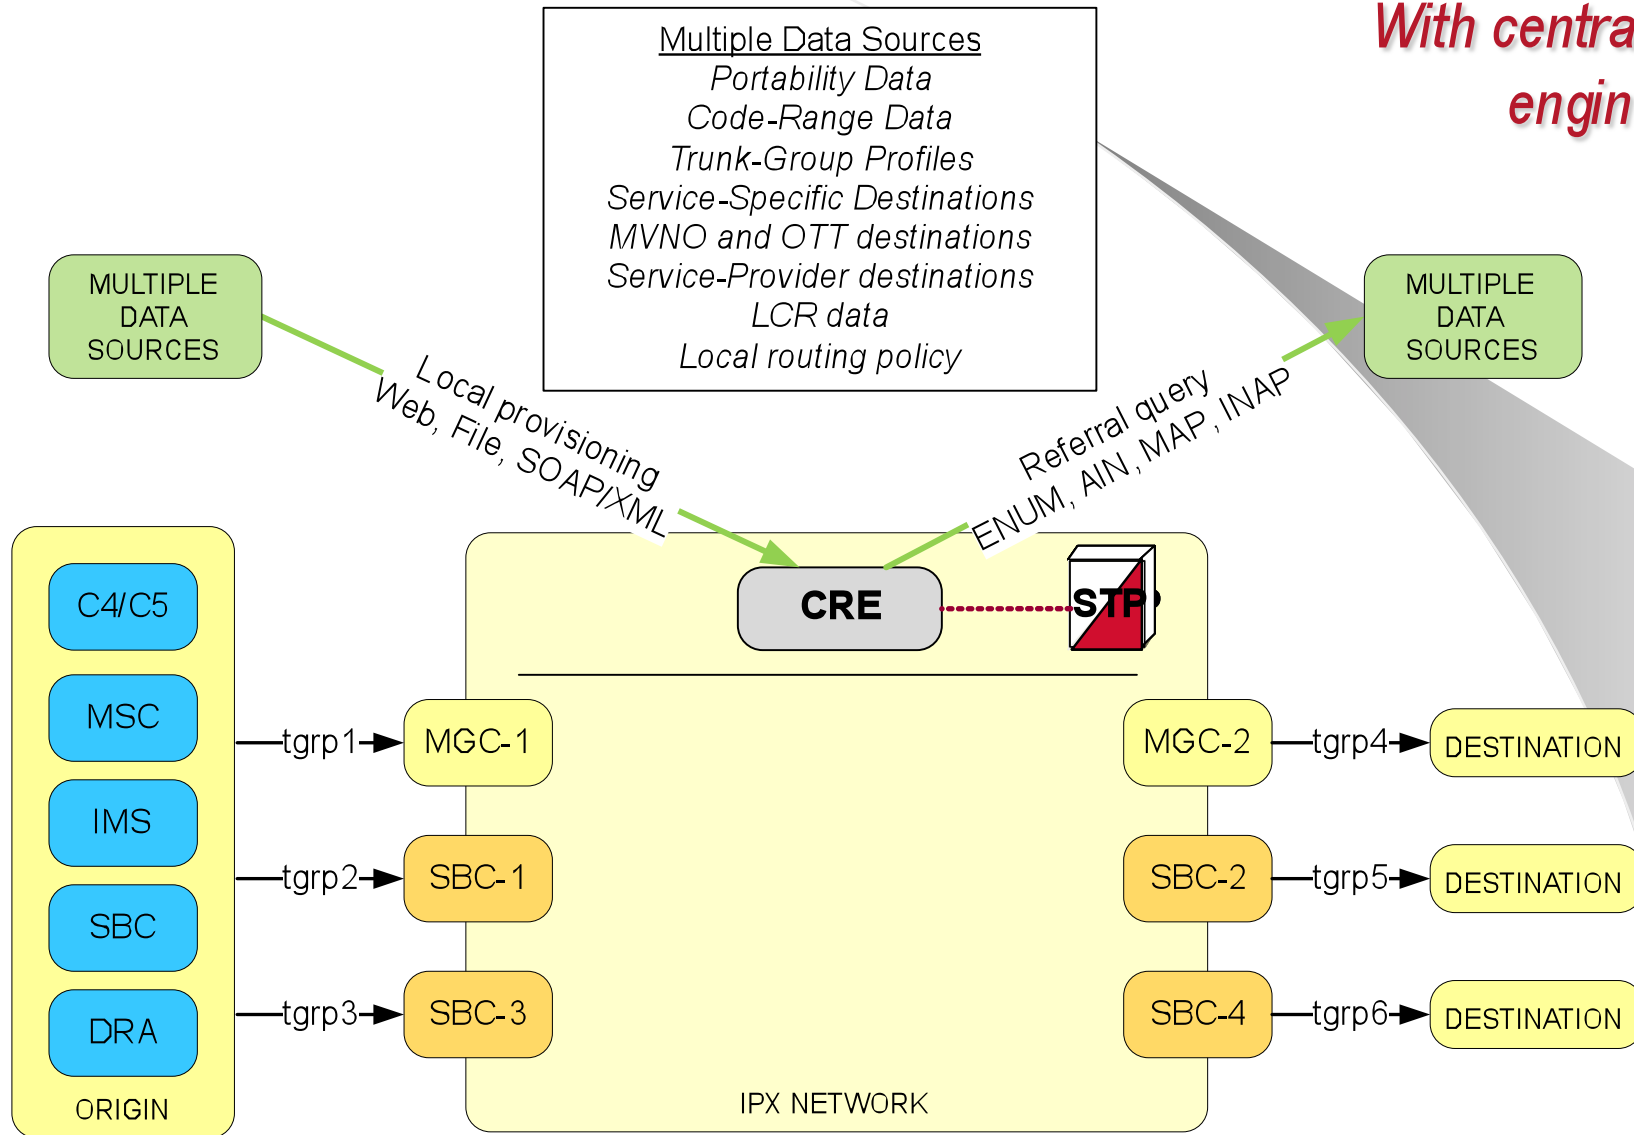 With centra
engin
Multiple Data Sources
Portability Data
Code-Range Data
Trunk-Group Profiles
Service-Specific Destinations
MVNO and OTT destinations
Service-Provider destinations
LCR data
Local routing policy
MULTIPLE
DATA
SOURCES
MULTIPLE
DATA
SOURCES
Local provisioning
Web, File, SOAP/XML
Referral query
ENUM, AIN, MAP, INAP
CRE
STP
C4/C5
MSC
IMS
SBC
DRA
ORIGIN
tgrp1
tgrp2
tgrp3
MGC-1
SBC-1
SBC-3
MGC-2
SBC-2
SBC-4
tgrp4
tgrp5
tgrp6
DESTINATION
DESTINATION
DESTINATION
IPX NETWORK